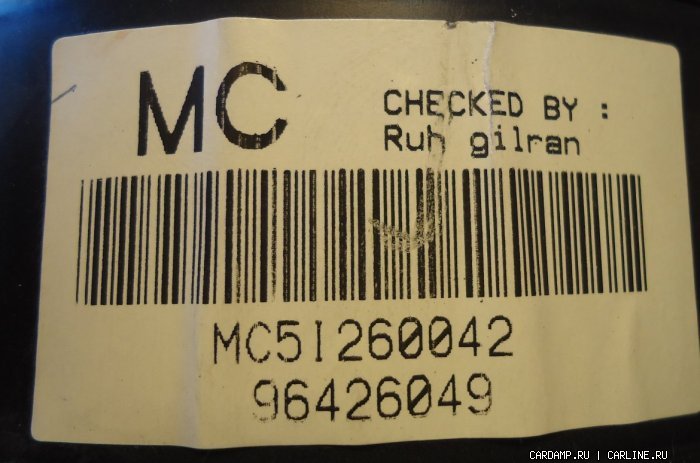 MC
CHECKED BY :
Ruh gilran
MC5I260042
96426049
CARDAMP.RU | CARLINE.RU